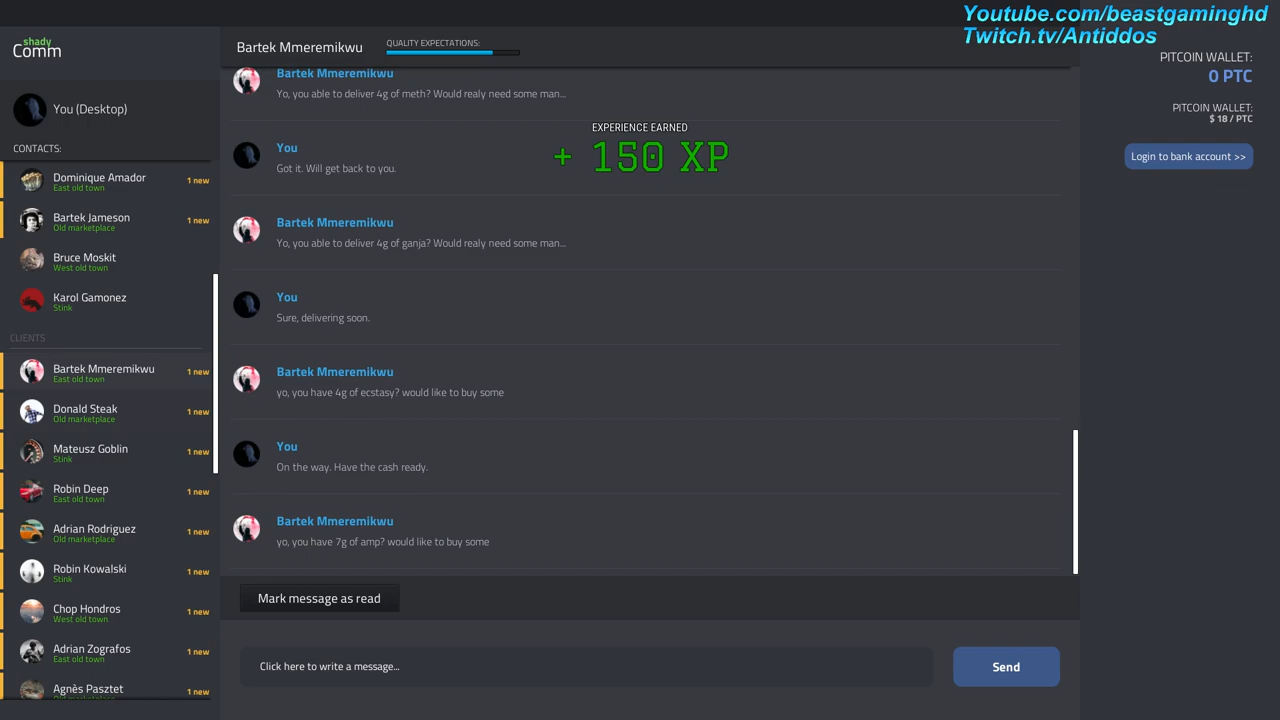 Youtube.com/beastgaminghd
Twitch.tv/Antiddos
shady
Comm
You (Desktop)
CONTACTS:
Dominique Amador
East old town
1 new
Bartek Jameson
Old marketplace
1 new
Bruce Moskit
West old town
Karol Gamonez
Stink
CLIENTS
Bartek Mmeremikwu
East old town
1 new
Donald Steak
Old marketplace
1 new
Mateusz Goblin
Stink
1 new
Robin Deep
East old town
1 new
Adrian Rodriguez
Old marketplace
1 new
Robin Kowalski
Stink
1 new
Chop Hondros
West old town
1 new
Adrian Zografos
East old town
1 new
Agnès Pasztet
Old marketplace
1 new
Bartek Mmeremikwu
QUALITY EXPECTATIONS:
Bartek Mmeremikwu
Yo, you able to deliver 4g of meth? Would realy need some man...
EXPERIENCE EARNED
+ 150 XP
You
Got it. Will get back to you.
Bartek Mmeremikwu
Yo, you able to deliver 4g of ganja? Would realy need some man...
You
Sure, delivering soon.
Bartek Mmeremikwu
yo, you have 4g of ecstasy? would like to buy some
You
On the way. Have the cash ready.
Bartek Mmeremikwu
yo, you have 7g of amp? would like to buy some
Mark message as read
Click here to write a message...
Send
PITCOIN WALLET:
0 PTC
PITCOIN WALLET:
$ 18 / PTC
Login to bank account >>